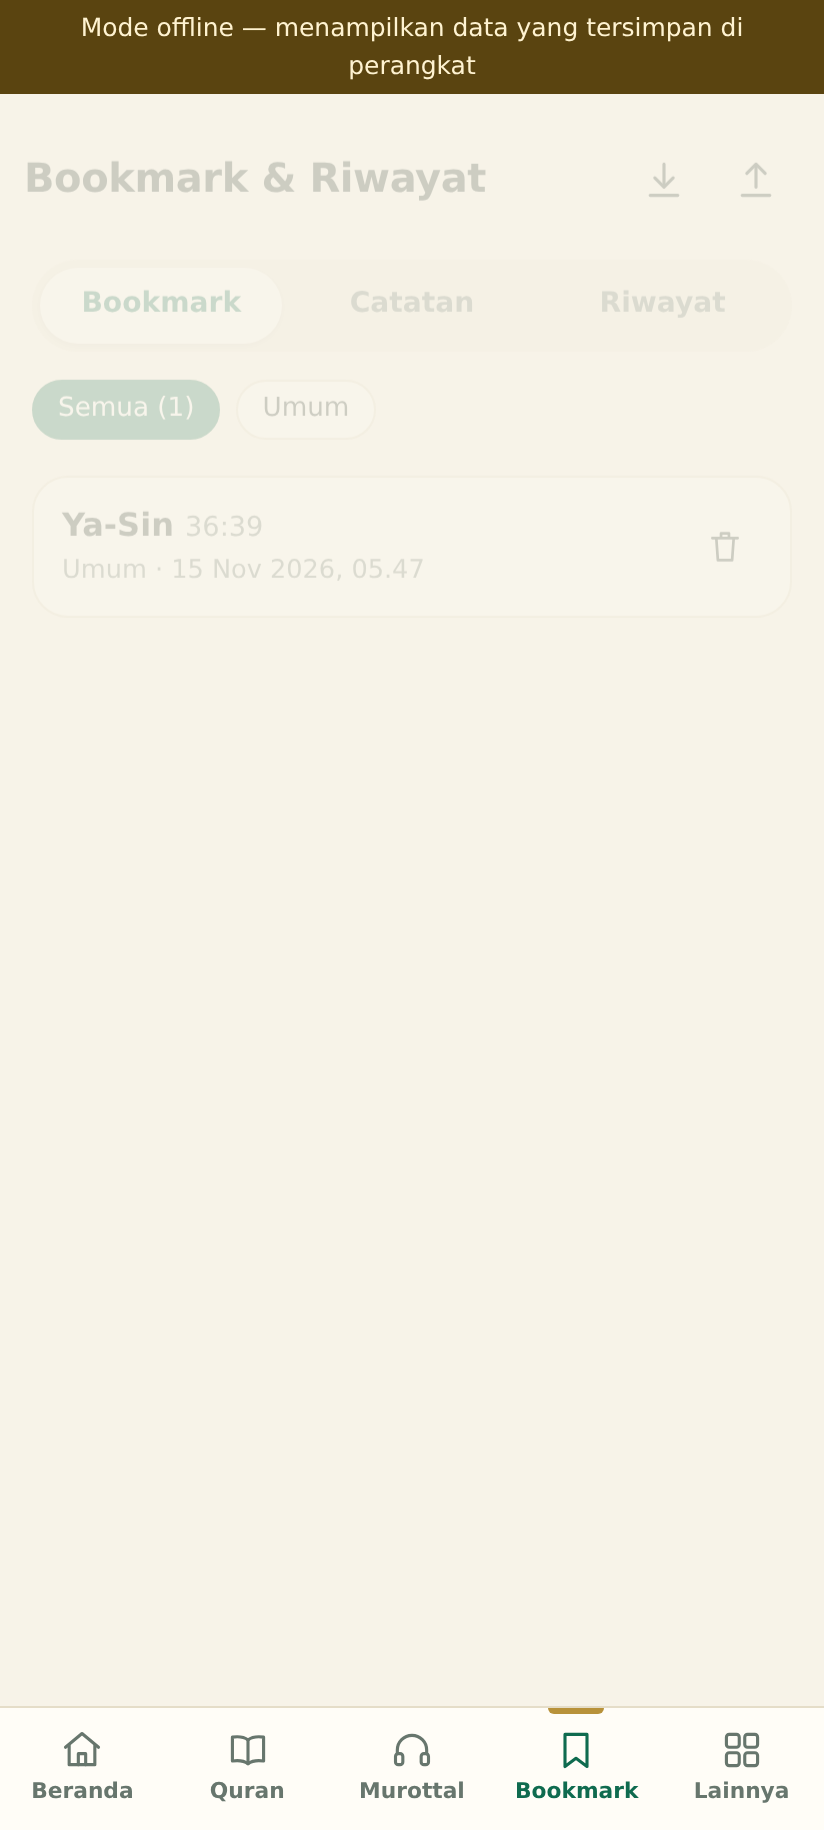 Mode offline — menampilkan data yang tersimpan di
perangkat
Bookmark & Riwayat
Bookmark
Catatan
Riwayat
Semua (1)
Umum
Ya-Sin 36:39
Umum · 15 Nov 2026, 05.47
Beranda
Quran
Murottal
Bookmark
Lainnya